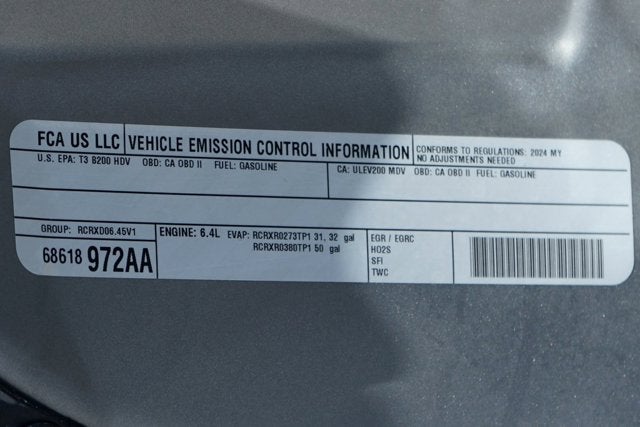 FCA US LLC VEHICLE EMISSION CONTROL INFORMATION CONFORMS TO REGULATIONS: 2024 MY
NO ADJUSTMENTS NEEDED
U.S. EPA: T3 B200 HDV OBD: CA OBD II FUEL: GASOLINE
CA: ULEV200 MDV OBD: CA OBD II FUEL: GASOLINE
GROUP: RCRXD06.45V1
68618 972AA
ENGINE: 6.4L EVAP: RCRXR0273TP1 31, 32 gal
RCRXR0380TP1 50 gal
EGR / EGRC
HO2S
SFI
TWC